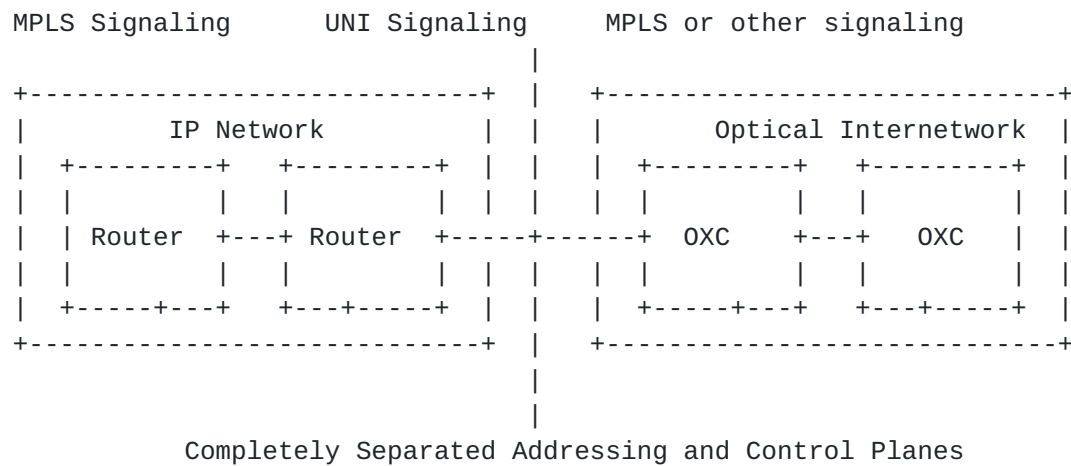 MPLS Signaling UNI Signaling MPLS or other signaling
IP Network Optical Internetwork
Router Router OXC OXC
Completely Separated Addressing and Control Planes